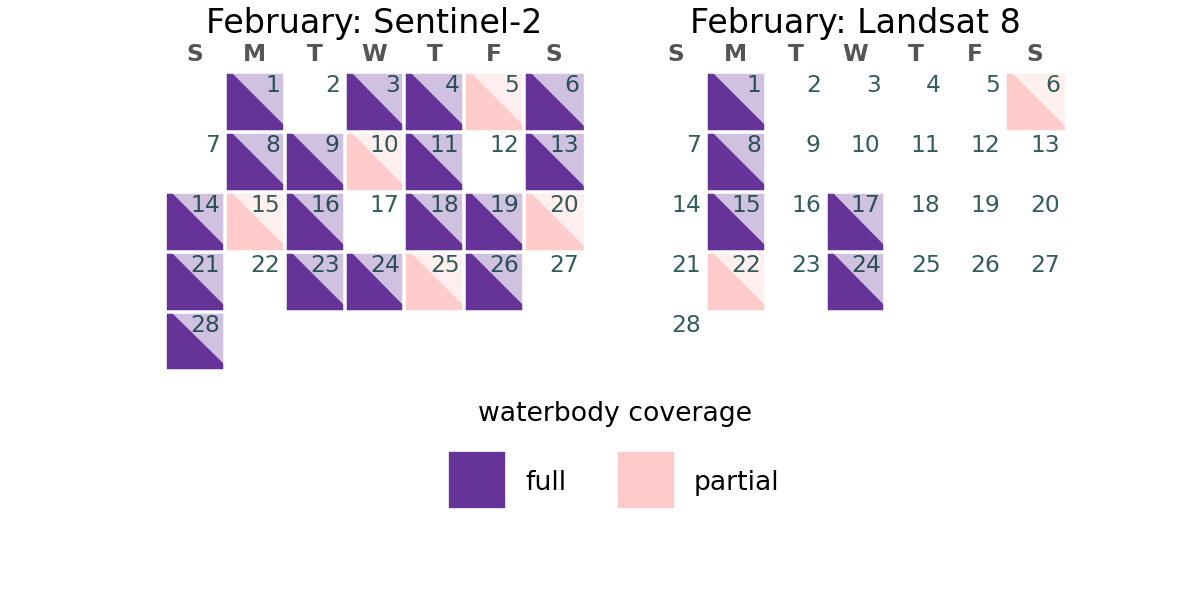 February: Sentinel-2
S M T W T F S
1 2 3 4 5 6
7 8 9 10 11 12 13
14 15 16 17 18 19 20
21 22 23 24 25 26 27
28
February: Landsat 8
S M T W T F S
1 2 3 4 5 6
7 8 9 10 11 12 13
14 15 16 17 18 19 20
21 22 23 24 25 26 27
28
waterbody coverage
full
partial